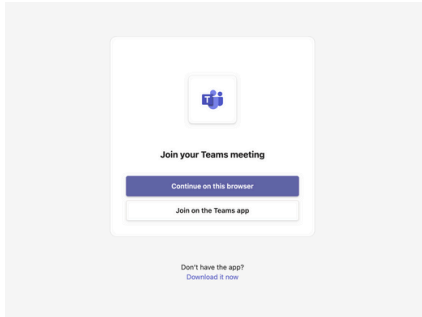 T
Join your Teams meeting
Continue on this browser
Join on the Teams app
Don't have the app?
Download it now